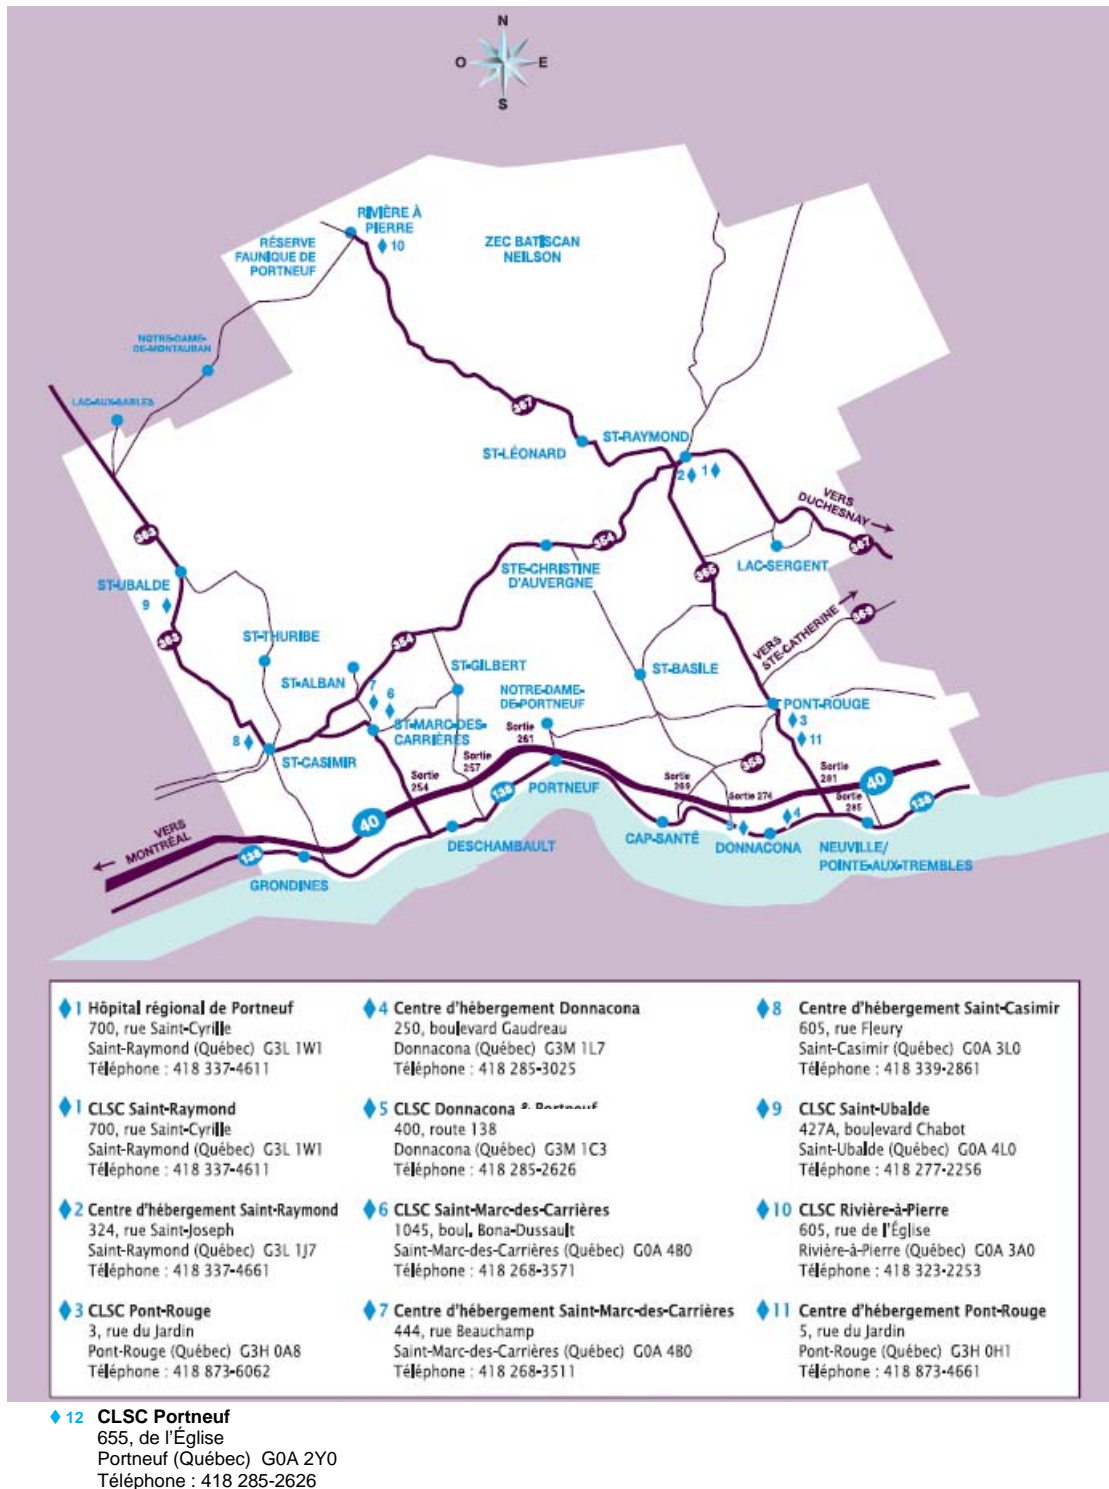 N
O
E
S
RIVIÈRE À
PIERRE
10
RÉSERVE
FAUNIQUE DE
PORTNEUF
ZEC BATISCAN
NEILSON
NOTRE-DAME-
DE-MONTAUBAN
LAC-AUX-SABLES
367
ST-LÉONARD
ST-RAYMOND
2
1
VERS
DUCHESNAY
363
354
367
ST-UBALDE
9
STE-CHRISTINE
D'AUVERGNE
365
LAC-SERGENT
363
ST-THURIBE
354
VERS
STE-CATHERINE
369
ST-ALBAN
7
6
ST-GILBERT
ST-BASILE
NOTRE-DAME-
DE-PORTNEUF
PONT-ROUGE
3
11
8
ST-CASIMIR
ST-MARC-DES-
CARRIÈRES
Sortie
261
Sortie
257
Sortie
254
358
Sortie
281
Sortie
269
Sortie 274
Sortie
285
40
138
PORTNEUF
40
138
4
VERS
MONTRÉAL
138
DESCHAMBAULT
CAP-SANTÉ
DONNACONA
NEUVILLE/
POINTE-AUX-TREMBLES
GRONDINES
1 Hôpital régional de Portneuf
700, rue Saint-Cyrille
Saint-Raymond (Québec) G3L 1W1
Téléphone : 418 337-4611
1 CLSC Saint-Raymond
700, rue Saint-Cyrille
Saint-Raymond (Québec) G3L 1W1
Téléphone : 418 337-4611
2 Centre d'hébergement Saint-Raymond
324, rue Saint-Joseph
Saint-Raymond (Québec) G3L 1J7
Téléphone : 418 337-4661
3 CLSC Pont-Rouge
3, rue du Jardin
Pont-Rouge (Québec) G3H 0A8
Téléphone : 418 873-6062
4 Centre d'hébergement Donnacona
250, boulevard Gaudreau
Donnacona (Québec) G3M 1L7
Téléphone : 418 285-3025
5 CLSC Donnacona & Portneuf
400, route 138
Donnacona (Québec) G3M 1C3
Téléphone : 418 285-2626
6 CLSC Saint-Marc-des-Carrières
1045, boul. Bona-Dussault
Saint-Marc-des-Carrières (Québec) G0A 4B0
Téléphone : 418 268-3571
7 Centre d'hébergement Saint-Marc-des-Carrières
444, rue Beauchamp
Saint-Marc-des-Carrières (Québec) G0A 4B0
Téléphone : 418 268-3511
8 Centre d'hébergement Saint-Casimir
605, rue Fleury
Saint-Casimir (Québec) G0A 3L0
Téléphone : 418 339-2861
9 CLSC Saint-Ubalde
427A, boulevard Chabot
Saint-Ubalde (Québec) G0A 4L0
Téléphone : 418 277-2256
10 CLSC Rivière-à-Pierre
605, rue de l'Église
Rivière-à-Pierre (Québec) G0A 3A0
Téléphone : 418 323-2253
11 Centre d'hébergement Pont-Rouge
5, rue du Jardin
Pont-Rouge (Québec) G3H 0H1
Téléphone : 418 873-4661
12 CLSC Portneuf
655, de l'Église
Portneuf (Québec) G0A 2Y0
Téléphone : 418 285-2626